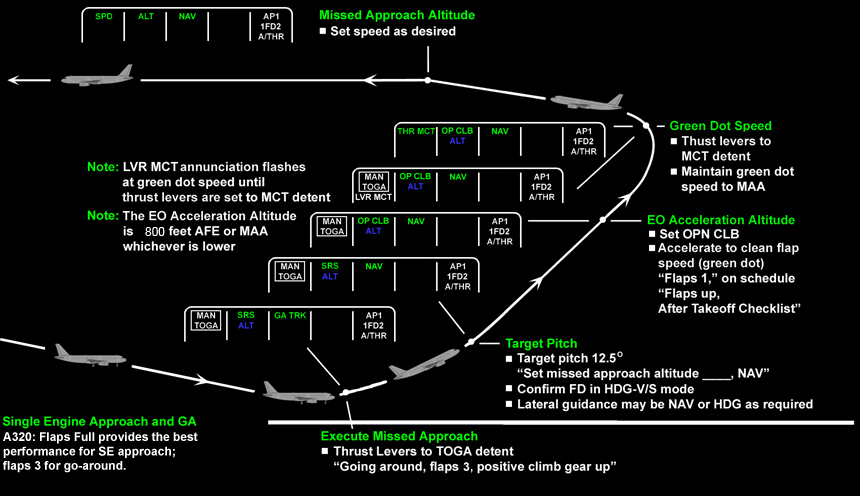 SPD ALT NAV AP1
1FD2
A/THR
Missed Approach Altitude
■ Set speed as desired
THR MCT OP CLB NAV AP1
ALT 1FD2
A/THR
Green Dot Speed
■ Thust levers to
MCT detent
■ Maintain green dot
speed to MAA
Note: LVR MCT annunciation flashes
at green dot speed until
thrust levers are set to MCT detent
MAN OP CLB NAV AP1
TOGA ALT 1FD2
LVR MCT A/THR
Note: The EO Acceleration Altitude
is 800 feet AFE or MAA
whichever is lower
MAN OP CLB NAV AP1
TOGA ALT 1FD2
A/THR
EO Acceleration Altitude
■ Set OPN CLB
■ Accelerate to clean flap
speed (green dot)
“Flaps 1,” on schedule
“Flaps up,
After Takeoff Checklist”
MAN SRS NAV AP1
TOGA ALT 1FD2
A/THR
MAN SRS GA TRK AP1
TOGA ALT 1FD2
A/THR
Target Pitch
■ Target pitch 12.5°
“Set missed approach altitude ____, NAV”
■ Confirm FD in HDG-V/S mode
■ Lateral guidance may be NAV or HDG as required
Single Engine Approach and GA
A320: Flaps Full provides the best
performance for SE approach;
flaps 3 for go-around.
Execute Missed Approach
■ Thrust Levers to TOGA detent
“Going around, flaps 3, positive climb gear up”